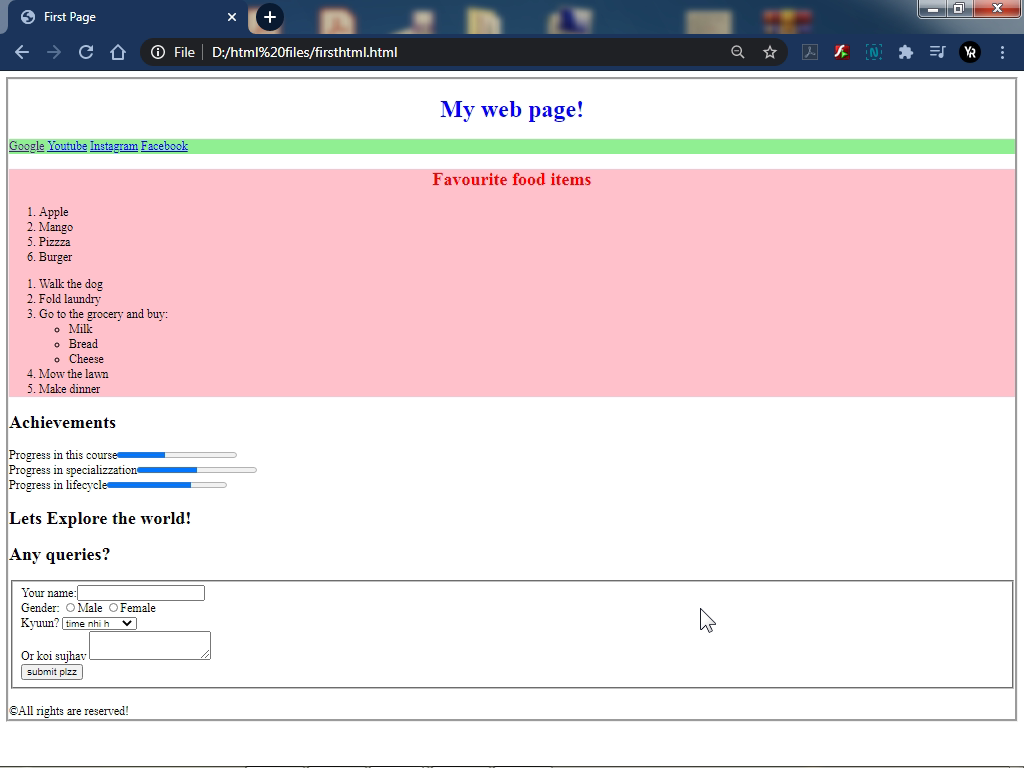 First Page
File D:/html%20files/firsthtml.html
YR
My web page!
Google Youtube Instagram Facebook
Favourite food items
1. Apple
2. Mango
5. Pizzza
6. Burger
1. Walk the dog
2. Fold laundry
3. Go to the grocery and buy:
Milk
Bread
Cheese
4. Mow the lawn
5. Make dinner
Achievements
Progress in this course
Progress in specializzation
Progress in lifecycle
Lets Explore the world!
Any queries?
Your name:
Gender: Male Female
Kyuun? time nhi h
Or koi sujhav
submit plzz
©All rights are reserved!